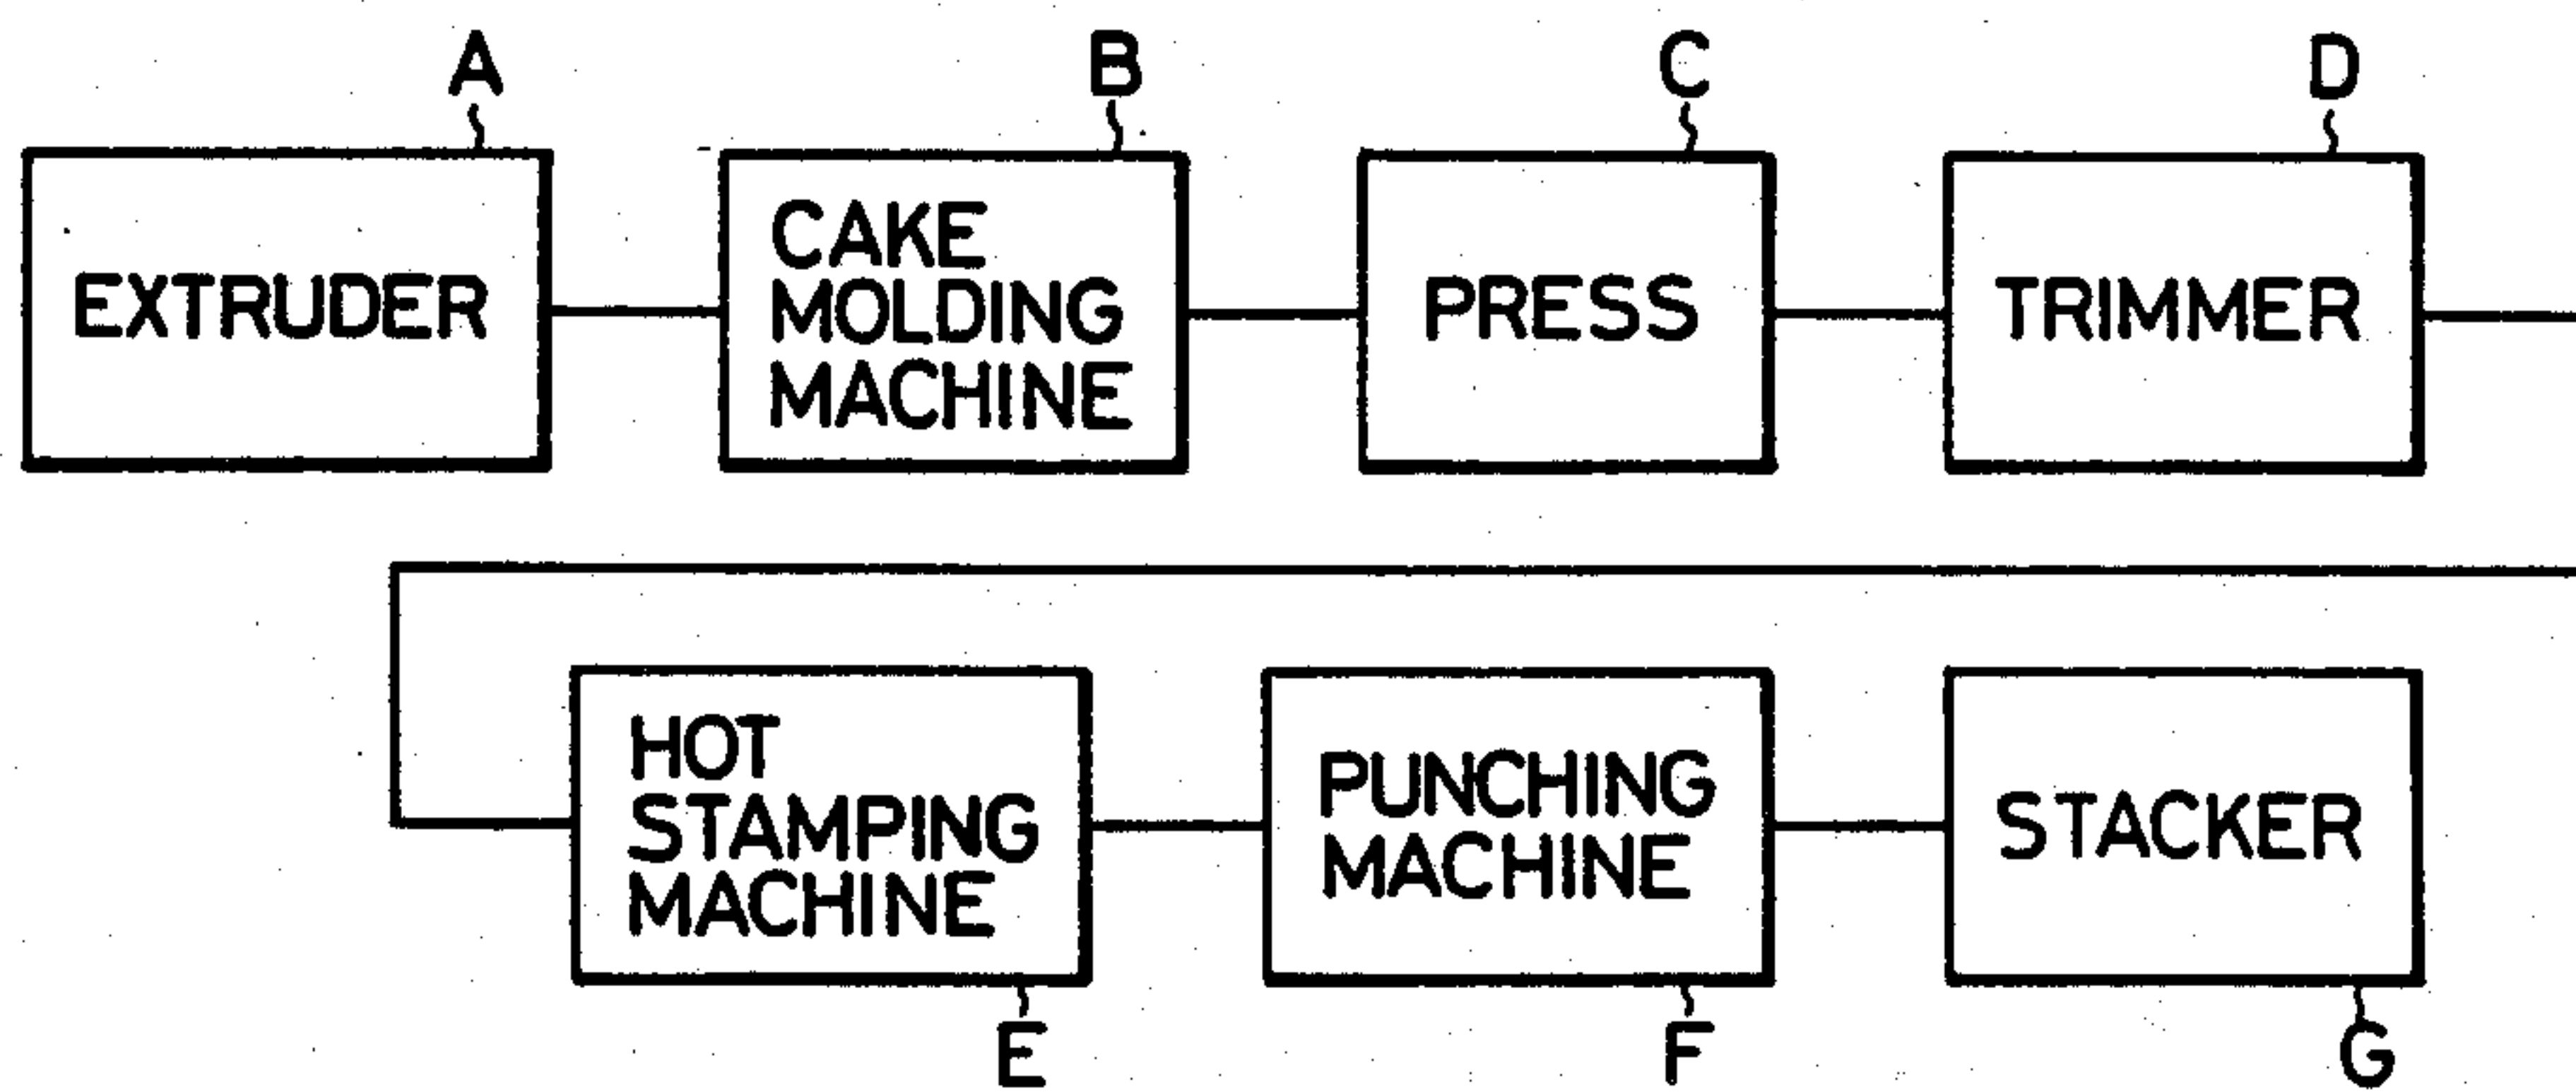 A
B
C
D
EXTRUDER
CAKE
MOLDING
MACHINE
PRESS
TRIMMER
HOT
STAMPING
MACHINE
PUNCHING
MACHINE
STACKER
E
F
G